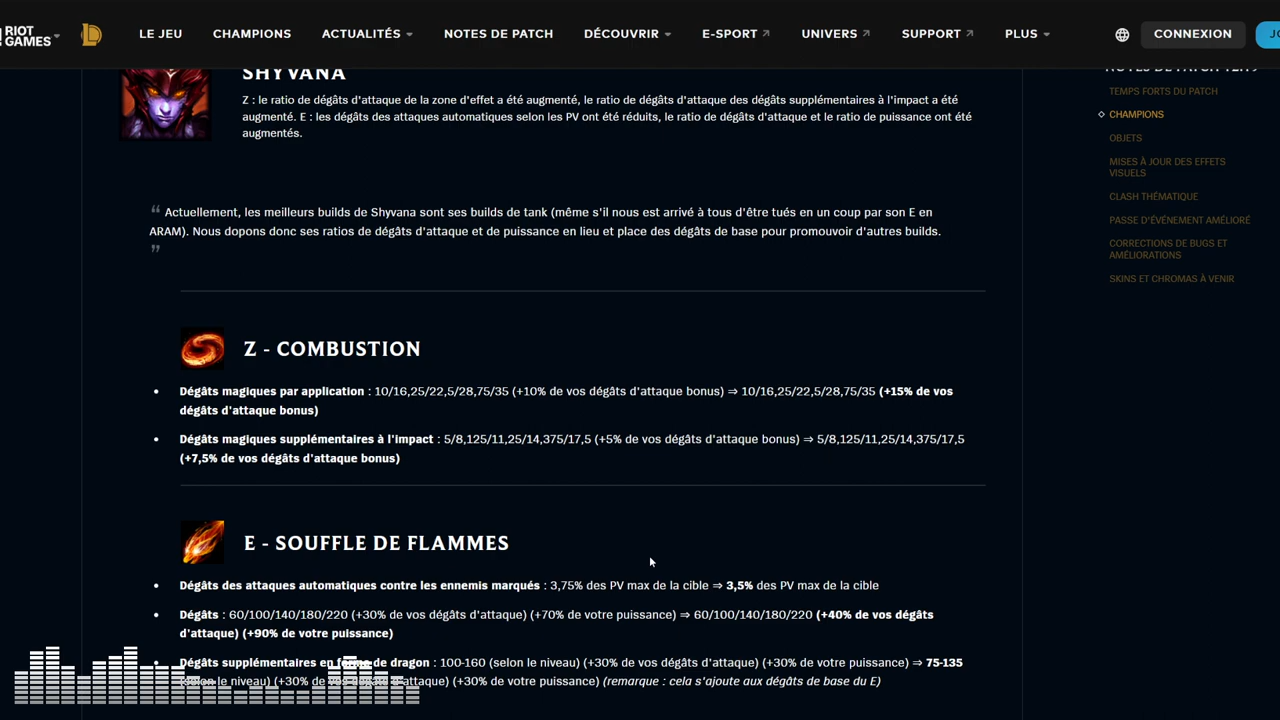 RIOT
GAMES
LE JEU
CHAMPIONS
ACTUALITÉS
NOTES DE PATCH
DÉCOUVRIR
E-SPORT
UNIVERS
SUPPORT
PLUS
CONNEXION
SHYVANA
Z : le ratio de dégâts d'attaque de la zone d'effet a été augmenté, le ratio de dégâts d'attaque des dégâts supplémentaires à l'impact a été
augmenté. E : les dégâts des attaques automatiques selon les PV ont été réduits, le ratio de dégâts d'attaque et le ratio de puissance ont été
augmentés.
“ Actuellement, les meilleurs builds de Shyvana sont ses builds de tank (même s'il nous est arrivé à tous d'être tués en un coup par son E en
ARAM). Nous dopons donc ses ratios de dégâts d'attaque et de puissance en lieu et place des dégâts de base pour promouvoir d'autres builds.
”
Z - COMBUSTION
• Dégâts magiques par application : 10/16,25/22,5/28,75/35 (+10% de vos dégâts d'attaque bonus) ⇒ 10/16,25/22,5/28,75/35 (+15% de vos
dégâts d'attaque bonus)
• Dégâts magiques supplémentaires à l'impact : 5/8,125/11,25/14,375/17,5 (+5% de vos dégâts d'attaque bonus) ⇒ 5/8,125/11,25/14,375/17,5
(+7,5% de vos dégâts d'attaque bonus)
E - SOUFFLE DE FLAMMES
• Dégâts des attaques automatiques contre les ennemis marqués : 3,75% des PV max de la cible ⇒ 3,5% des PV max de la cible
• Dégâts : 60/100/140/180/220 (+30% de vos dégâts d'attaque) (+70% de votre puissance) ⇒ 60/100/140/180/220 (+40% de vos dégâts
d'attaque) (+90% de votre puissance)
• Dégâts supplémentaires en forme de dragon : 100-160 (selon le niveau) (+30% de vos dégâts d'attaque) (+30% de votre puissance) ⇒ 75-135
(selon le niveau) (+30% de vos dégâts d'attaque) (+30% de votre puissance) (remarque : cela s'ajoute aux dégâts de base du E)
NOTES DE PATCH 12.19
TEMPS FORTS DU PATCH
CHAMPIONS
OBJETS
MISES À JOUR DES EFFETS
VISUELS
CLASH THÉMATIQUE
PASSE D'ÉVÉNEMENT AMÉLIORÉ
CORRECTIONS DE BUGS ET
AMÉLIORATIONS
SKINS ET CHROMAS À VENIR